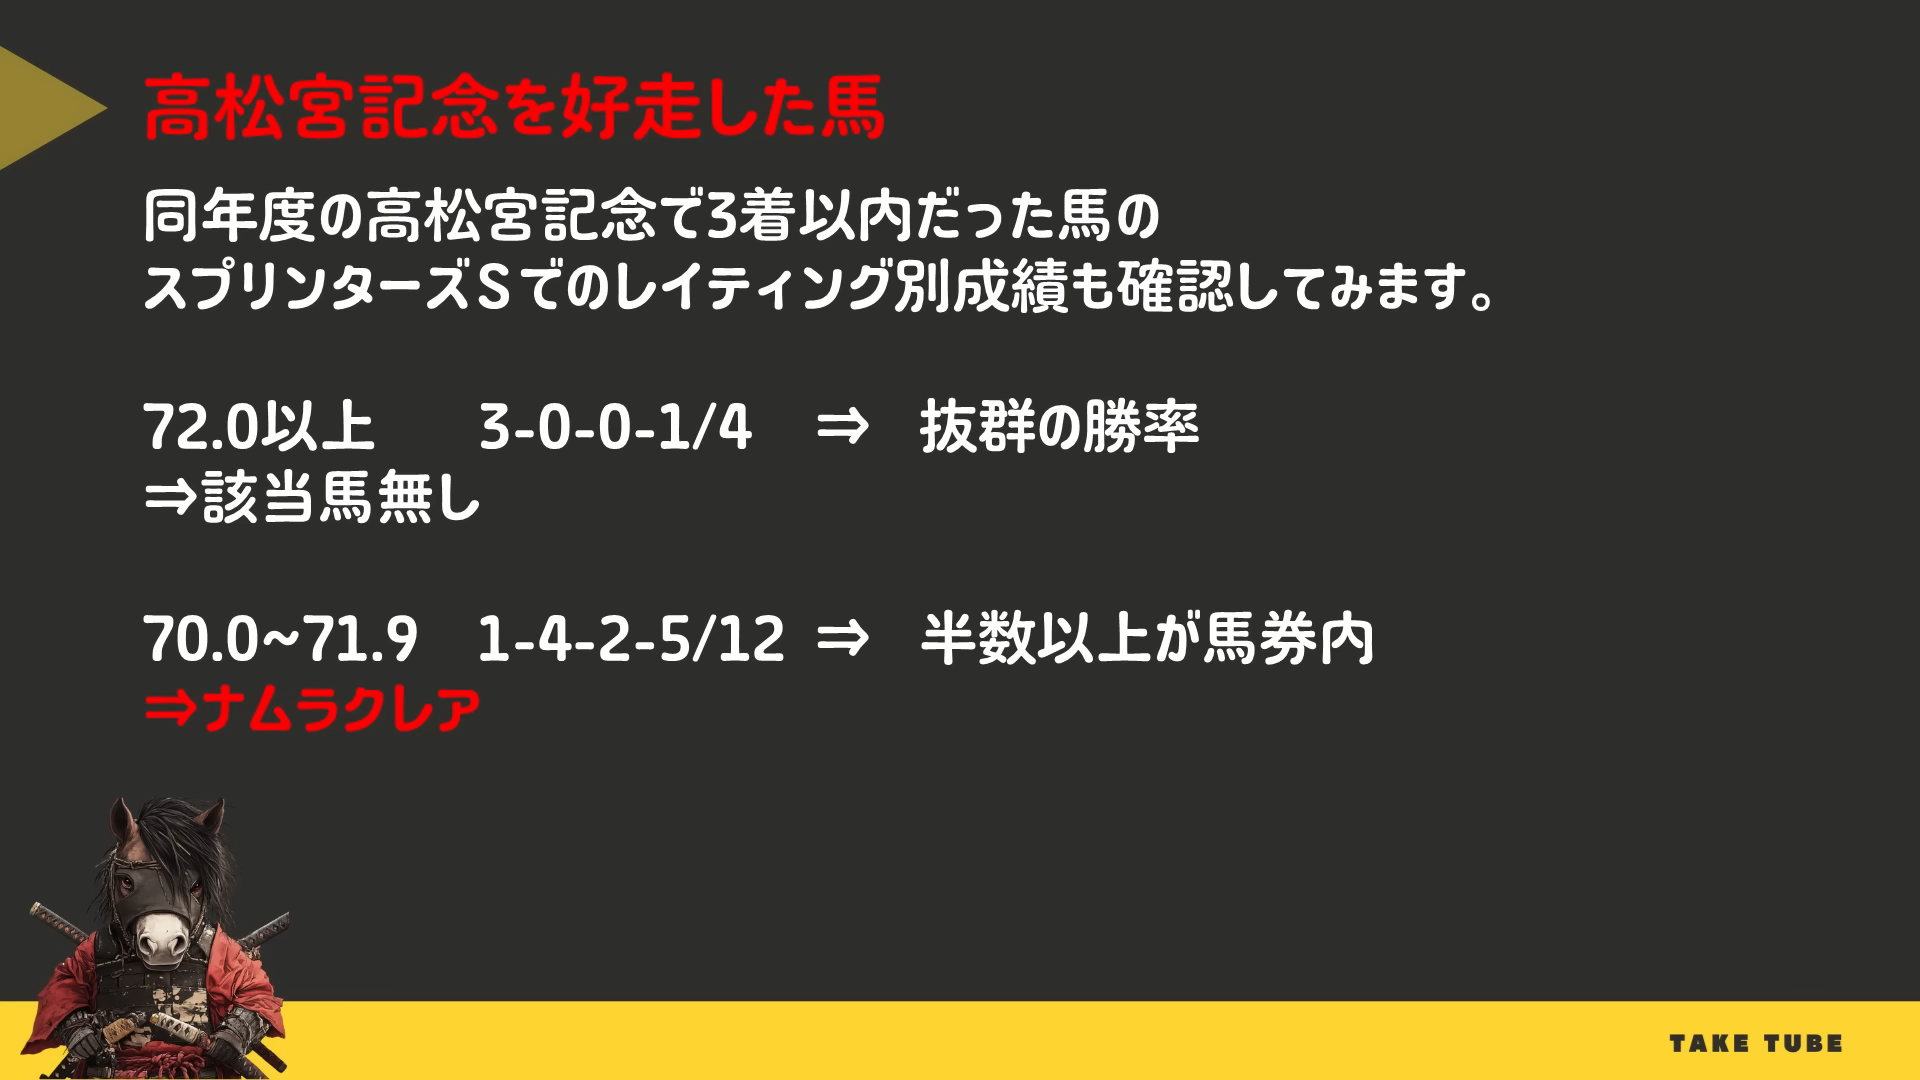 高松宮記念を好走した馬
同年度の高松宮記念で3着以内だった馬の
スプリンターズSでのレイティング別成績も確認してみます。
72.0以上 3-0-0-1/4 ⇒ 抜群の勝率
⇒該当馬無し
70.0~71.9 1-4-2-5/12 ⇒ 半数以上が馬券内
⇒ナムラクレア
TAKE TUBE